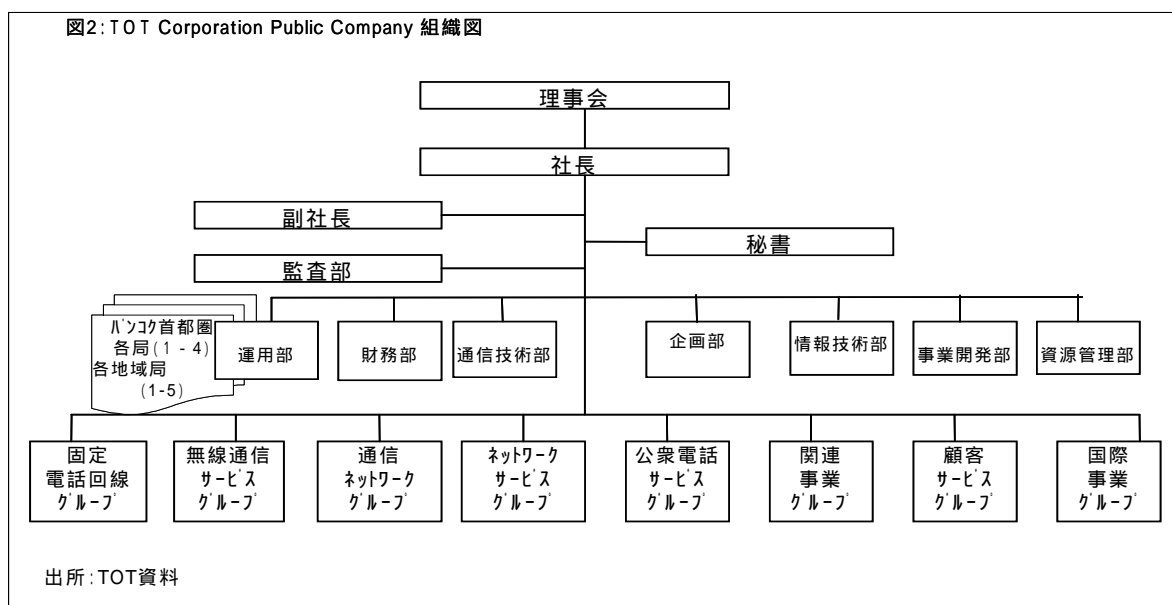 図2:TOT Corporation Public Company 組織図
理事会
社長
副社長
秘書
監査部
バンコク首都圏
各局(1-4)
各地域局
(1-5)
運用部
財務部
通信技術部
企画部
情報技術部
事業開発部
資源管理部
固定
電話回線
グループ
無線通信
サービス
グループ
通信
ネットワーク
グループ
ネットワーク
サービス
グループ
公衆電話
サービス
グループ
関連
事業
グループ
顧客
サービス
グループ
国際
事業
グループ
出所:TOT資料